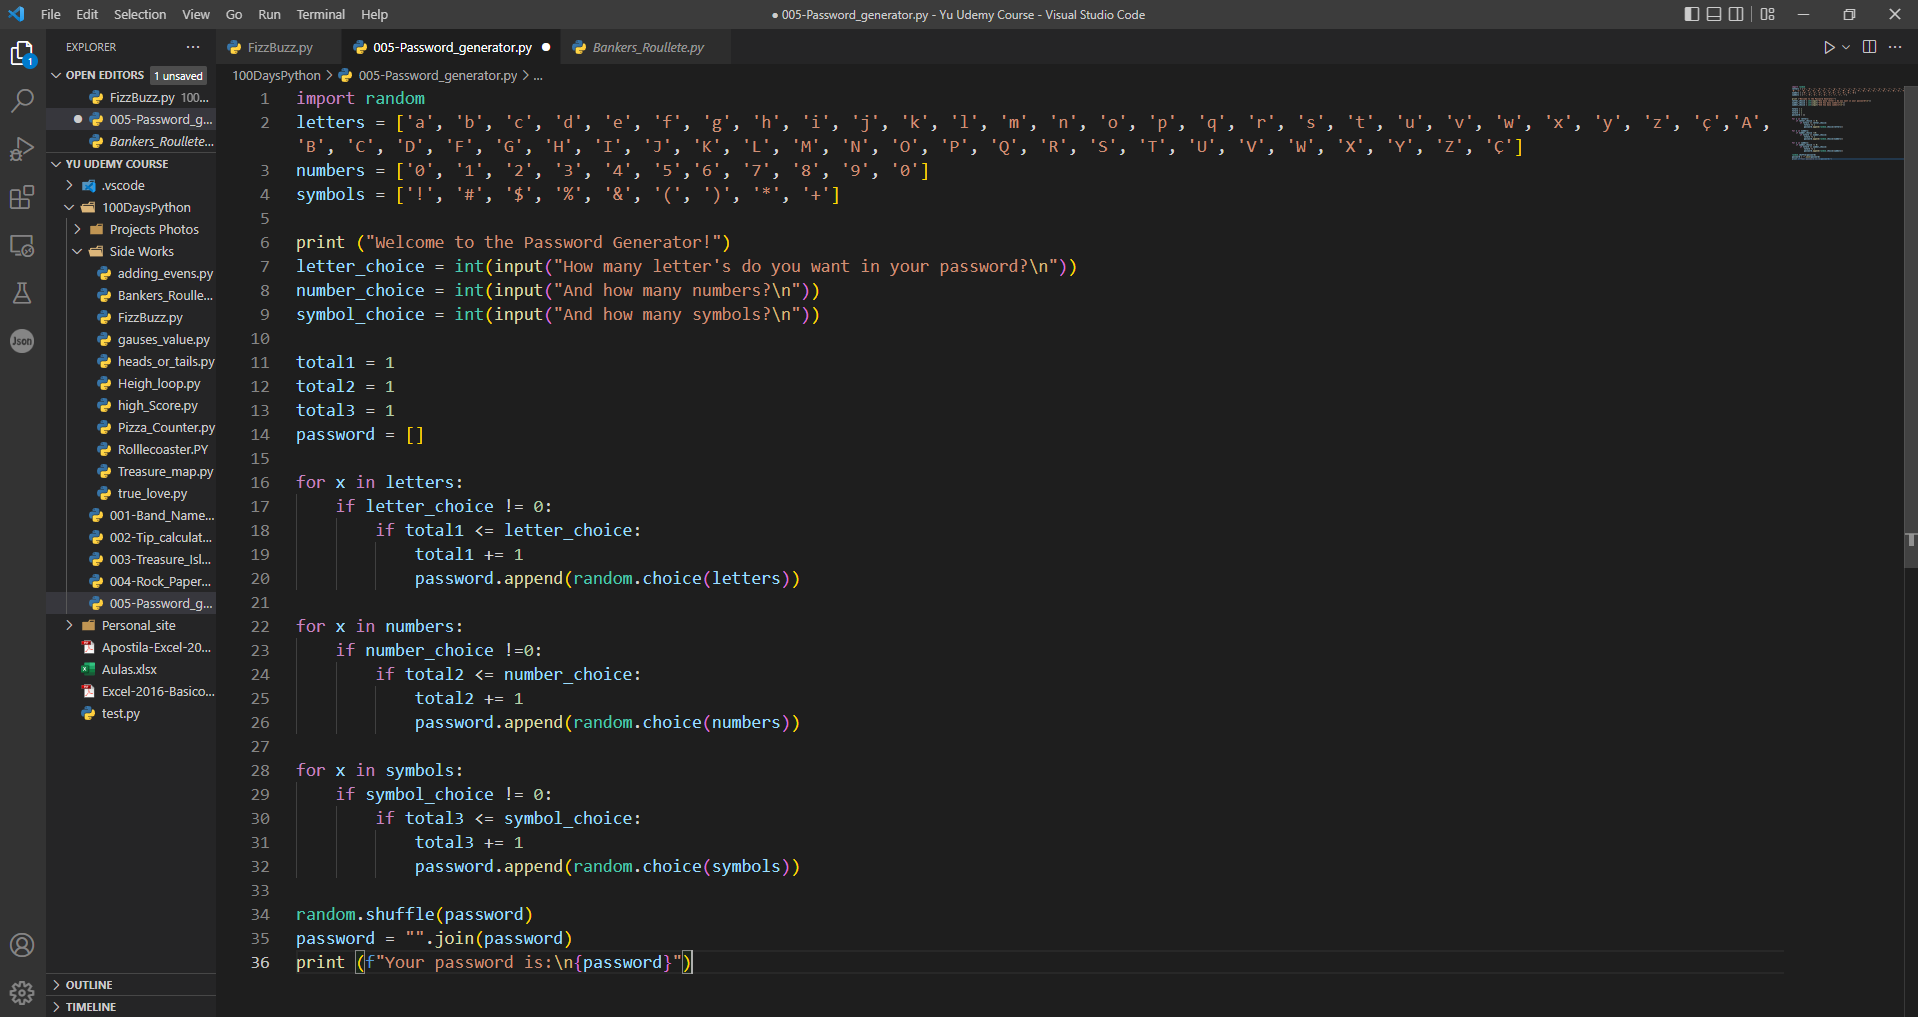 File Edit Selection View Go Run Terminal Help
● 005-Password_generator.py - Yu Udemy Course - Visual Studio Code
EXPLORER ...
OPEN EDITORS 1 unsaved
FizzBuzz.py 100...
005-Password_g...
Bankers_Roullete...
YU UDEMY COURSE
.vscode
100DaysPython
Projects Photos
Side Works
adding_evens.py
Bankers_Roulle...
FizzBuzz.py
gauses_value.py
heads_or_tails.py
Heigh_loop.py
high_Score.py
Pizza_Counter.py
Rolllecoaster.PY
Treasure_map.py
true_love.py
001-Band_Name...
002-Tip_calculat...
003-Treasure_Isl...
004-Rock_Paper...
005-Password_g...
Personal_site
Apostila-Excel-20...
Aulas.xlsx
Excel-2016-Basico...
test.py
OUTLINE
TIMELINE
1
Json
FizzBuzz.py
005-Password_generator.py ●
Bankers_Roullete.py
100DaysPython > 005-Password_generator.py > ...
1 import random
2 letters = ['a', 'b', 'c', 'd', 'e', 'f', 'g', 'h', 'i', 'j', 'k', 'l', 'm', 'n', 'o', 'p', 'q', 'r', 's', 't', 'u', 'v', 'w', 'x', 'y', 'z', 'ç','A',
'B', 'C', 'D', 'F', 'G', 'H', 'I', 'J', 'K', 'L', 'M', 'N', 'O', 'P', 'Q', 'R', 'S', 'T', 'U', 'V', 'W', 'X', 'Y', 'Z', 'Ç']
3 numbers = ['0', '1', '2', '3', '4', '5','6', '7', '8', '9', '0']
4 symbols = ['!', '#', '$', '%', '&', '(', ')', '*', '+']
5
6 print ("Welcome to the Password Generator!")
7 letter_choice = int(input("How many letter's do you want in your password?\n"))
8 number_choice = int(input("And how many numbers?\n"))
9 symbol_choice = int(input("And how many symbols?\n"))
10
11 total1 = 1
12 total2 = 1
13 total3 = 1
14 password = []
15
16 for x in letters:
17 if letter_choice != 0:
18 if total1 <= letter_choice:
19 total1 += 1
20 password.append(random.choice(letters))
21
22 for x in numbers:
23 if number_choice !=0:
24 if total2 <= number_choice:
25 total2 += 1
26 password.append(random.choice(numbers))
27
28 for x in symbols:
29 if symbol_choice != 0:
30 if total3 <= symbol_choice:
31 total3 += 1
32 password.append(random.choice(symbols))
33
34 random.shuffle(password)
35 password = "".join(password)
36 print (f"Your password is:\n{password}")